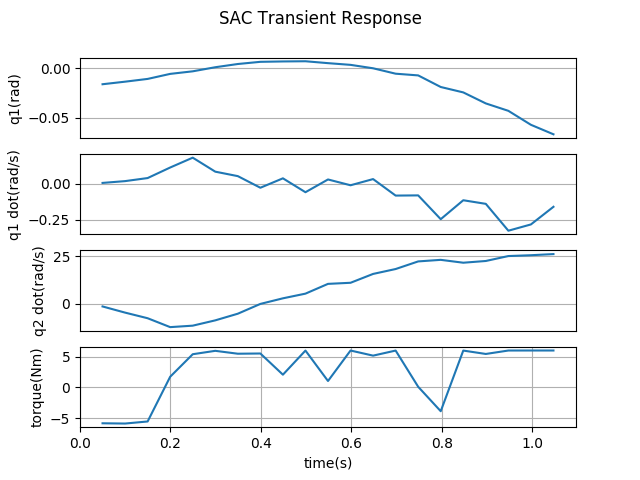 SAC Transient Response
q1(rad)
0.00
−0.05
q1 dot(rad/s)
0.00
−0.25
q2 dot(rad/s)
25
0
torque(Nm)
5
0
−5
0.0 0.2 0.4 0.6 0.8 1.0
time(s)